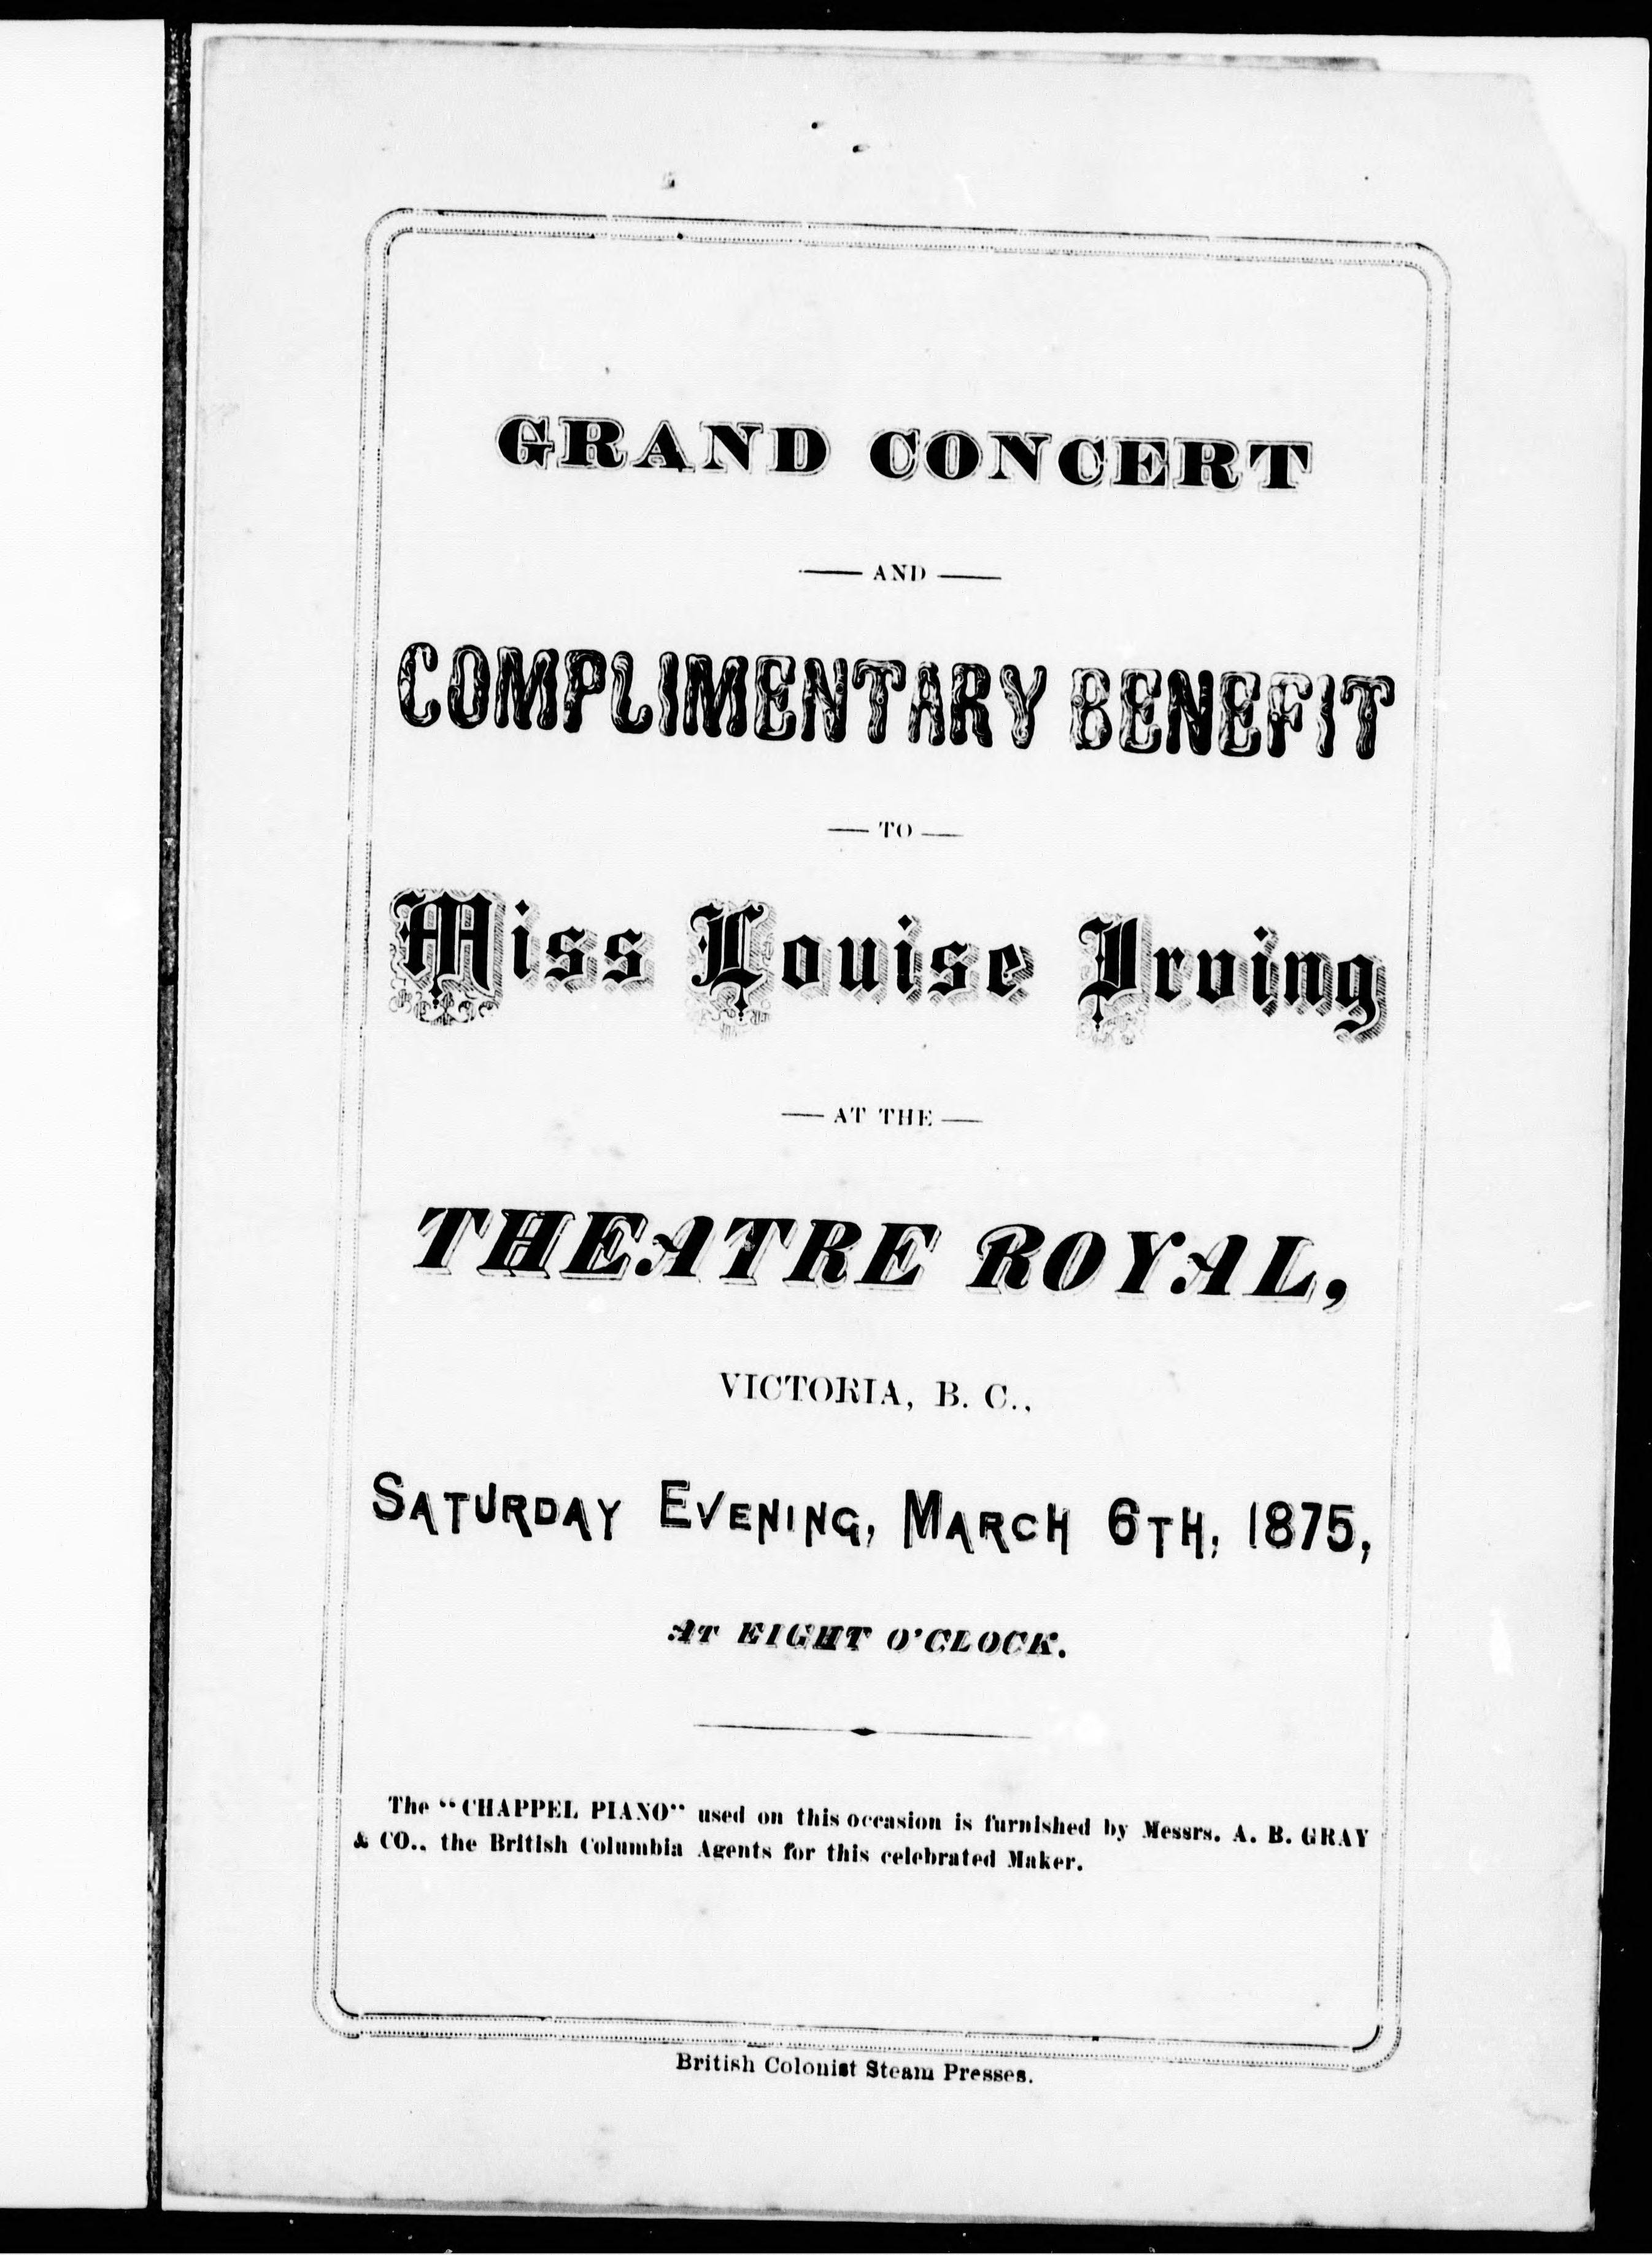 GRAND CONCERT
— AND —
COMPLIMENTARY BENEFIT
— TO —
Miss Louise Irving
— AT THE —
THEATRE ROYAL,
VICTORIA, B. C.,
SATURDAY EVENING, MARCH 6TH, 1875,
AT EIGHT O'CLOCK.
The "CHAPPEL PIANO" used on this occasion is furnished by Messrs. A. B. GRAY
& CO., the British Columbia Agents for this celebrated Maker.
British Colonist Steam Presses.